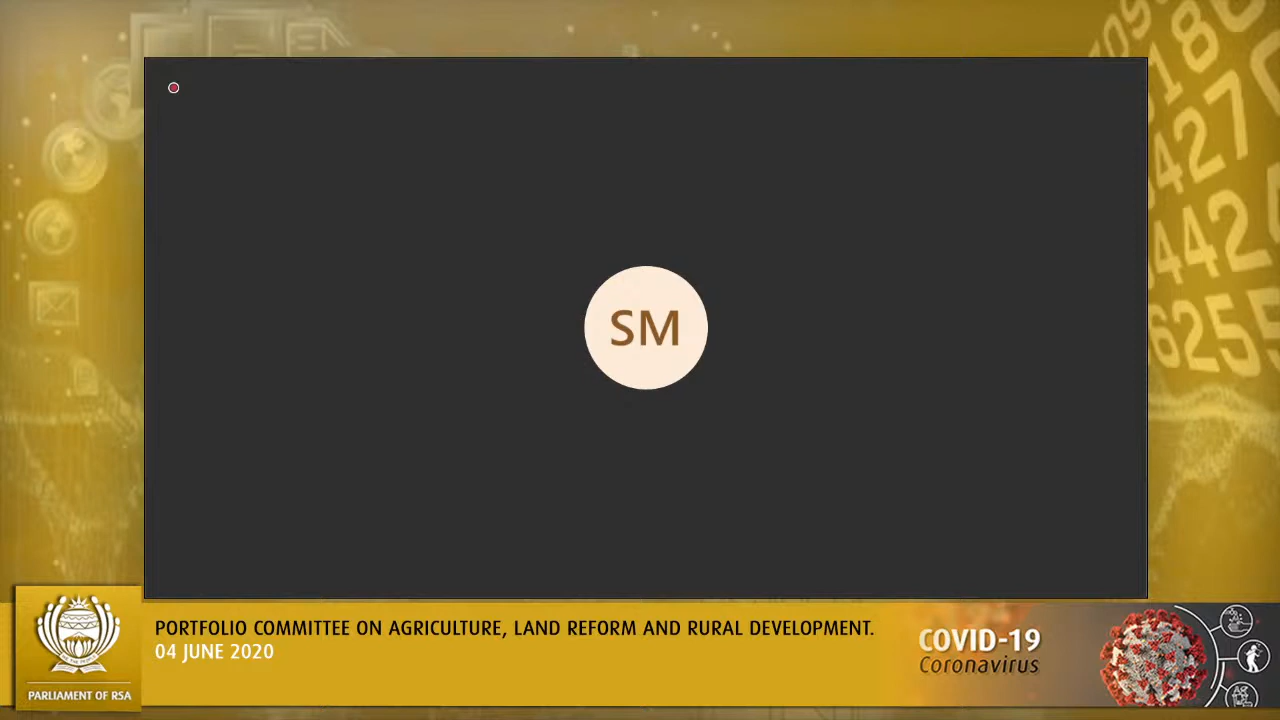 SM
PORTFOLIO COMMITTEE ON AGRICULTURE, LAND REFORM AND RURAL DEVELOPMENT.
04 JUNE 2020
COVID-19
Coronavirus
PARLIAMENT OF RSA